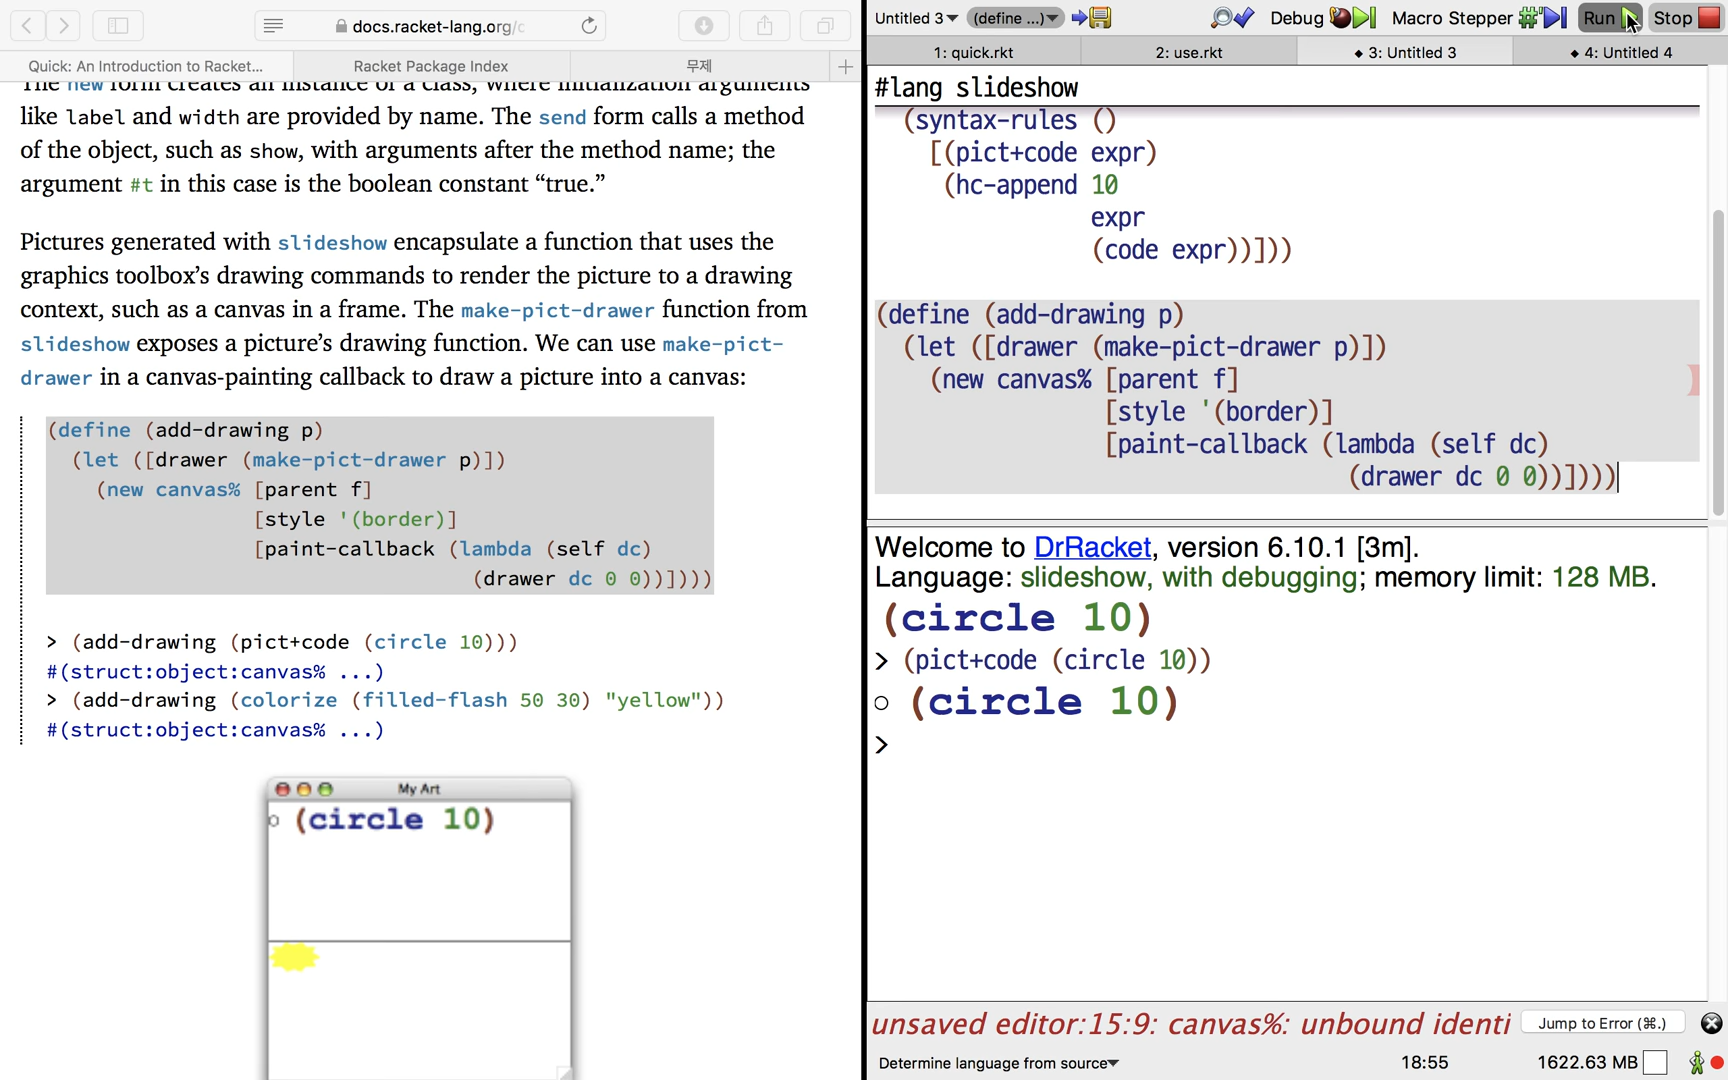 docs.racket-lang.org/c
Quick: An Introduction to Racket...
Racket Package Index
무제
The new form creates an instance of a class, where initialization arguments
like label and width are provided by name. The send form calls a method
of the object, such as show, with arguments after the method name; the
argument #t in this case is the boolean constant “true.”
Pictures generated with slideshow encapsulate a function that uses the
graphics toolbox’s drawing commands to render the picture to a drawing
context, such as a canvas in a frame. The make-pict-drawer function from
slideshow exposes a picture’s drawing function. We can use make-pict-
drawer in a canvas-painting callback to draw a picture into a canvas:
(define (add-drawing p)
(let ([drawer (make-pict-drawer p)])
(new canvas% [parent f]
[style '(border)]
[paint-callback (lambda (self dc)
(drawer dc 0 0))])))
> (add-drawing (pict+code (circle 10)))
#(struct:object:canvas% ...)
> (add-drawing (colorize (filled-flash 50 30) "yellow"))
#(struct:object:canvas% ...)
My Art
(circle 10)
Untitled 3
(define ...)
Debug
Macro Stepper
Run
Stop
1: quick.rkt
2: use.rkt
3: Untitled 3
4: Untitled 4
#lang slideshow
(syntax-rules ()
[(pict+code expr)
(hc-append 10
expr
(code expr))]))
(define (add-drawing p)
(let ([drawer (make-pict-drawer p)])
(new canvas% [parent f]
[style '(border)]
[paint-callback (lambda (self dc)
(drawer dc 0 0))])))
Welcome to DrRacket, version 6.10.1 [3m].
Language: slideshow, with debugging; memory limit: 128 MB.
(circle 10)
> (pict+code (circle 10))
(circle 10)
>
unsaved editor:15:9: canvas%: unbound identi
Jump to Error (⌘.)
Determine language from source
18:55
1622.63 MB